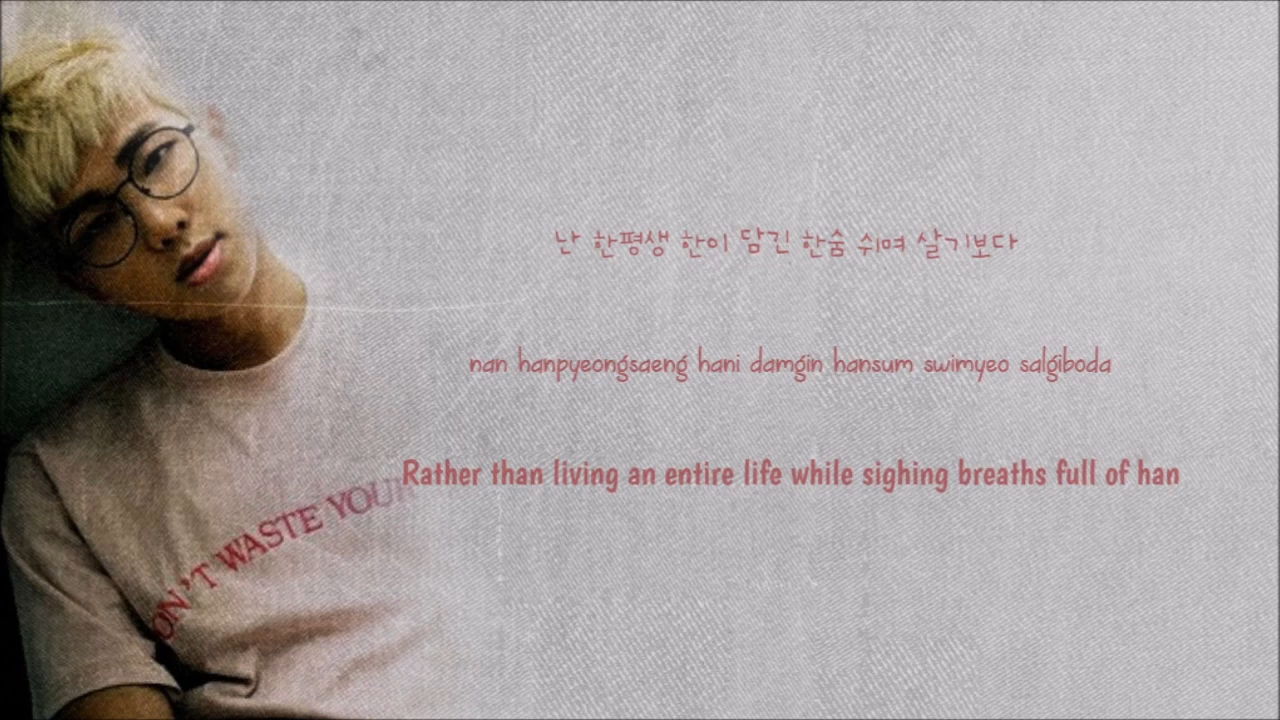 난 한평생 한이 담긴 한숨 쉬며 살기보다
nan hanpyeongsaeng hani damgin hansum swimyeo salgiboda
Rather than living an entire life while sighing breaths full of han
ON'T WASTE YOUR